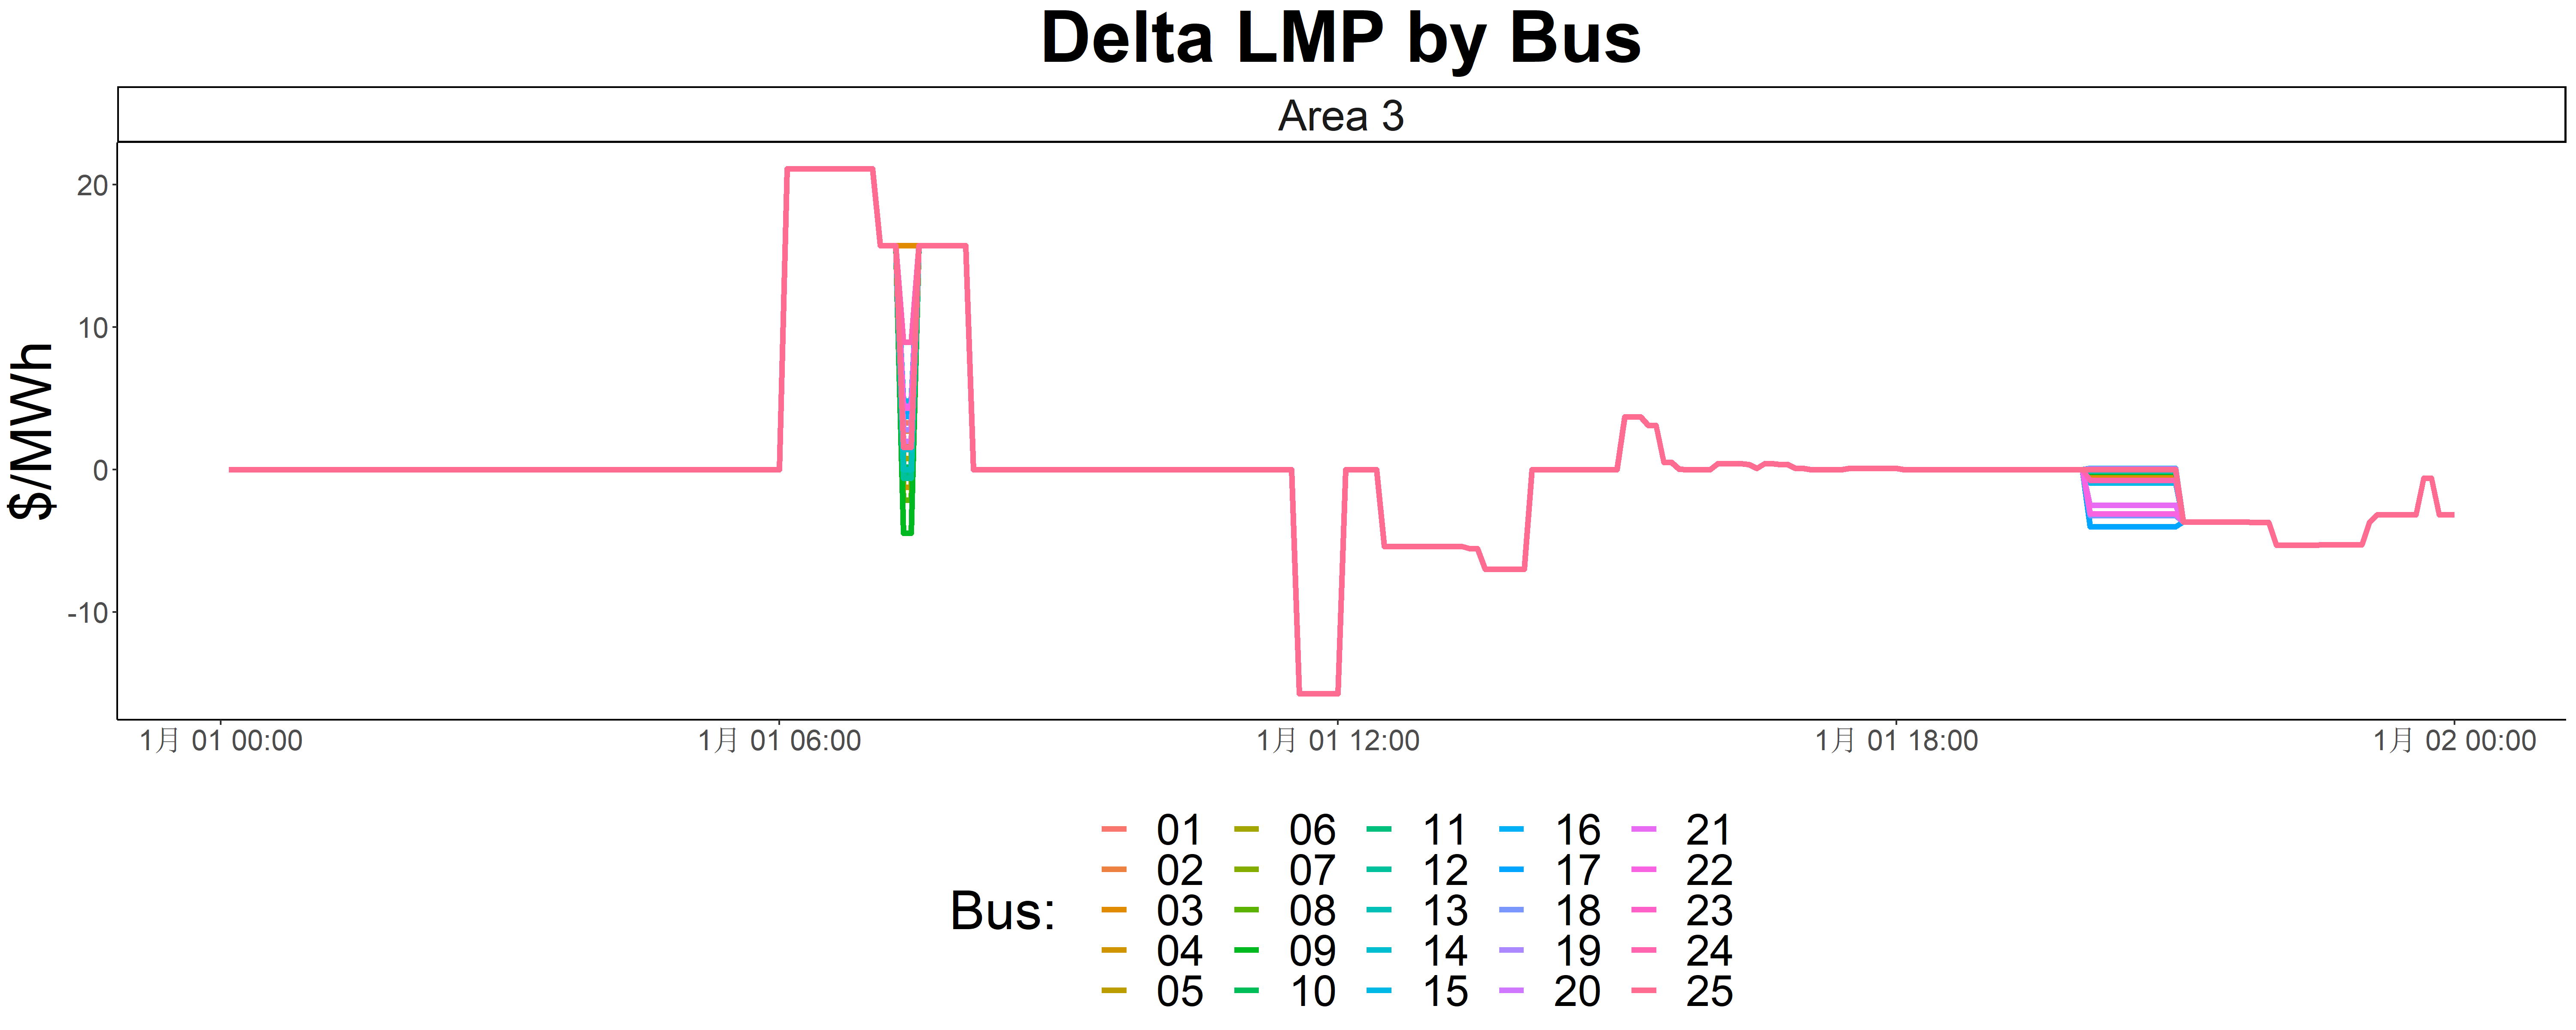 Delta LMP by Bus
Area 3
$/MWh
20
10
0
-10
1月 01 00:00
1月 01 06:00
1月 01 12:00
1月 01 18:00
1月 02 00:00
Bus:
01 06 11 16 21
02 07 12 17 22
03 08 13 18 23
04 09 14 19 24
05 10 15 20 25